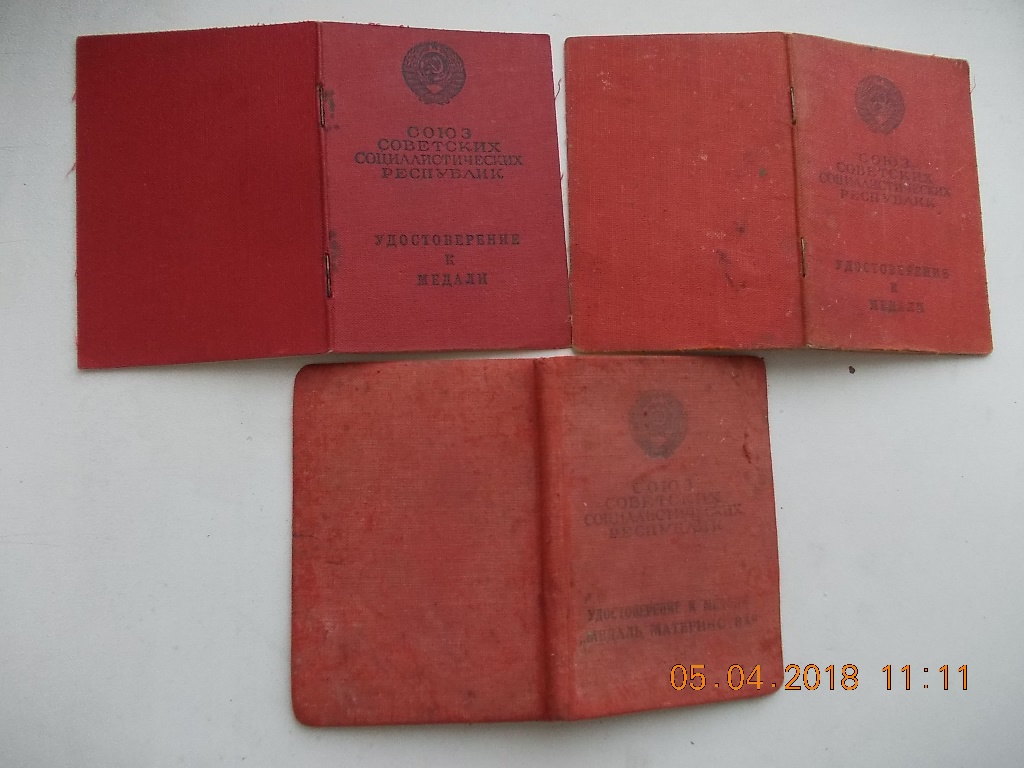 СОЮЗ
СОВЕТСКИХ
СОЦИАЛИСТИЧЕСКИХ
РЕСПУБЛИК
УДОСТОВЕРЕНИЕ
К
МЕДАЛИ
СОЮЗ
СОВЕТСКИХ
СОЦИАЛИСТИЧЕСКИХ
РЕСПУБЛИК
УДОСТОВЕРЕНИЕ
К
МЕДАЛИ
СОЮЗ
СОВЕТСКИХ
СОЦИАЛИСТИЧЕСКИХ
РЕСПУБЛИК
УДОСТОВЕРЕНИЕ К МЕДАЛИ
„МЕДАЛЬ МАТЕРИНСТВА"
05.04.2018 11:11